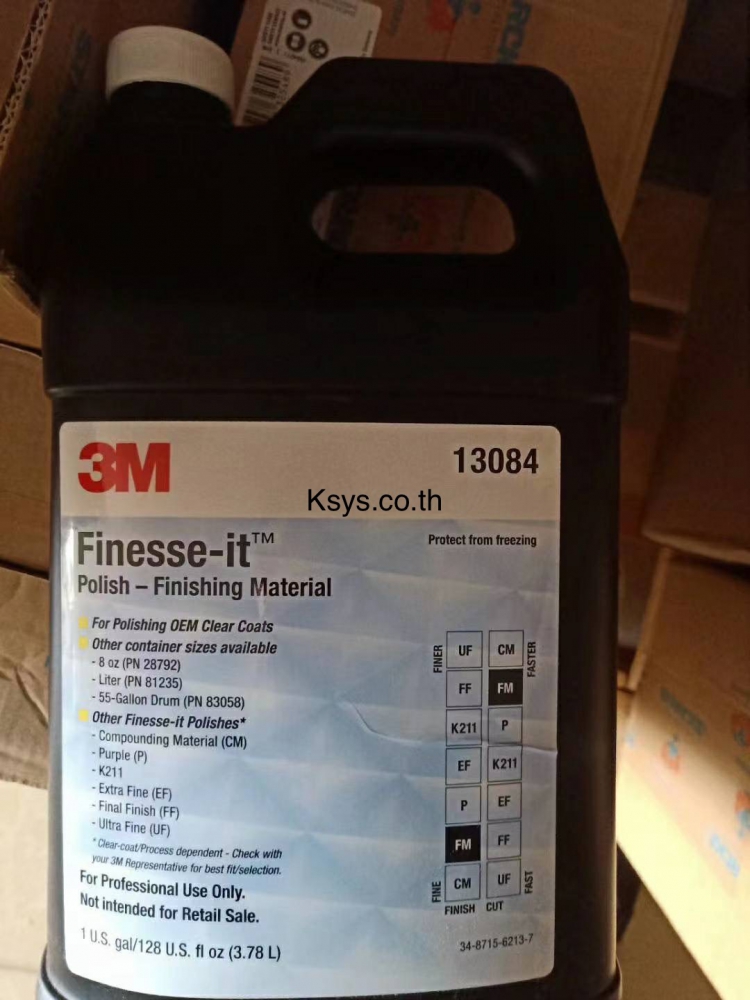 3M
13084
Ksys.co.th
Finesse-it™
Protect from freezing
Polish – Finishing Material
For Polishing OEM Clear Coats
Other container sizes available
- 8 oz (PN 28792)
- Liter (PN 81235)
- 55-Gallon Drum (PN 83058)
Other Finesse-it Polishes*
- Compounding Material (CM)
- Purple (P)
- K211
- Extra Fine (EF)
- Final Finish (FF)
- Ultra Fine (UF)
* Clear-coat/Process dependent - Check with
your 3M Representative for best fit/selection.
For Professional Use Only.
Not intended for Retail Sale.
1 U.S. gal/128 U.S. fl oz (3.78 L)
FINER UF CM FASTER
FF FM
K211 P
EF K211
P EF
FM FF
FINE CM UF FAST
FINISH CUT
34-8715-6213-7